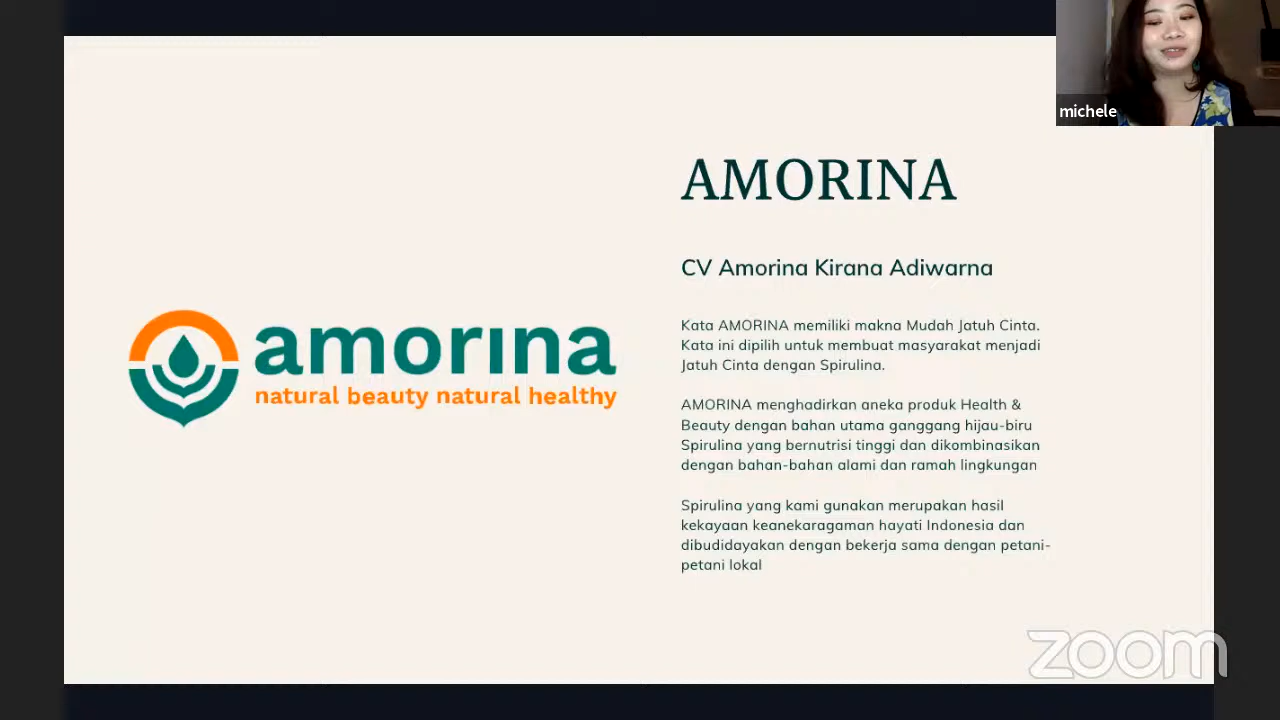 michele
amorina
natural beauty natural healthy
AMORINA
CV Amorina Kirana Adiwarna
Kata AMORINA memiliki makna Mudah Jatuh Cinta.
Kata ini dipilih untuk membuat masyarakat menjadi
Jatuh Cinta dengan Spirulina.
AMORINA menghadirkan aneka produk Health &
Beauty dengan bahan utama ganggang hijau-biru
Spirulina yang bernutrisi tinggi dan dikombinasikan
dengan bahan-bahan alami dan ramah lingkungan
Spirulina yang kami gunakan merupakan hasil
kekayaan keanekaragaman hayati Indonesia dan
dibudidayakan dengan bekerja sama dengan petani-
petani lokal
zoom